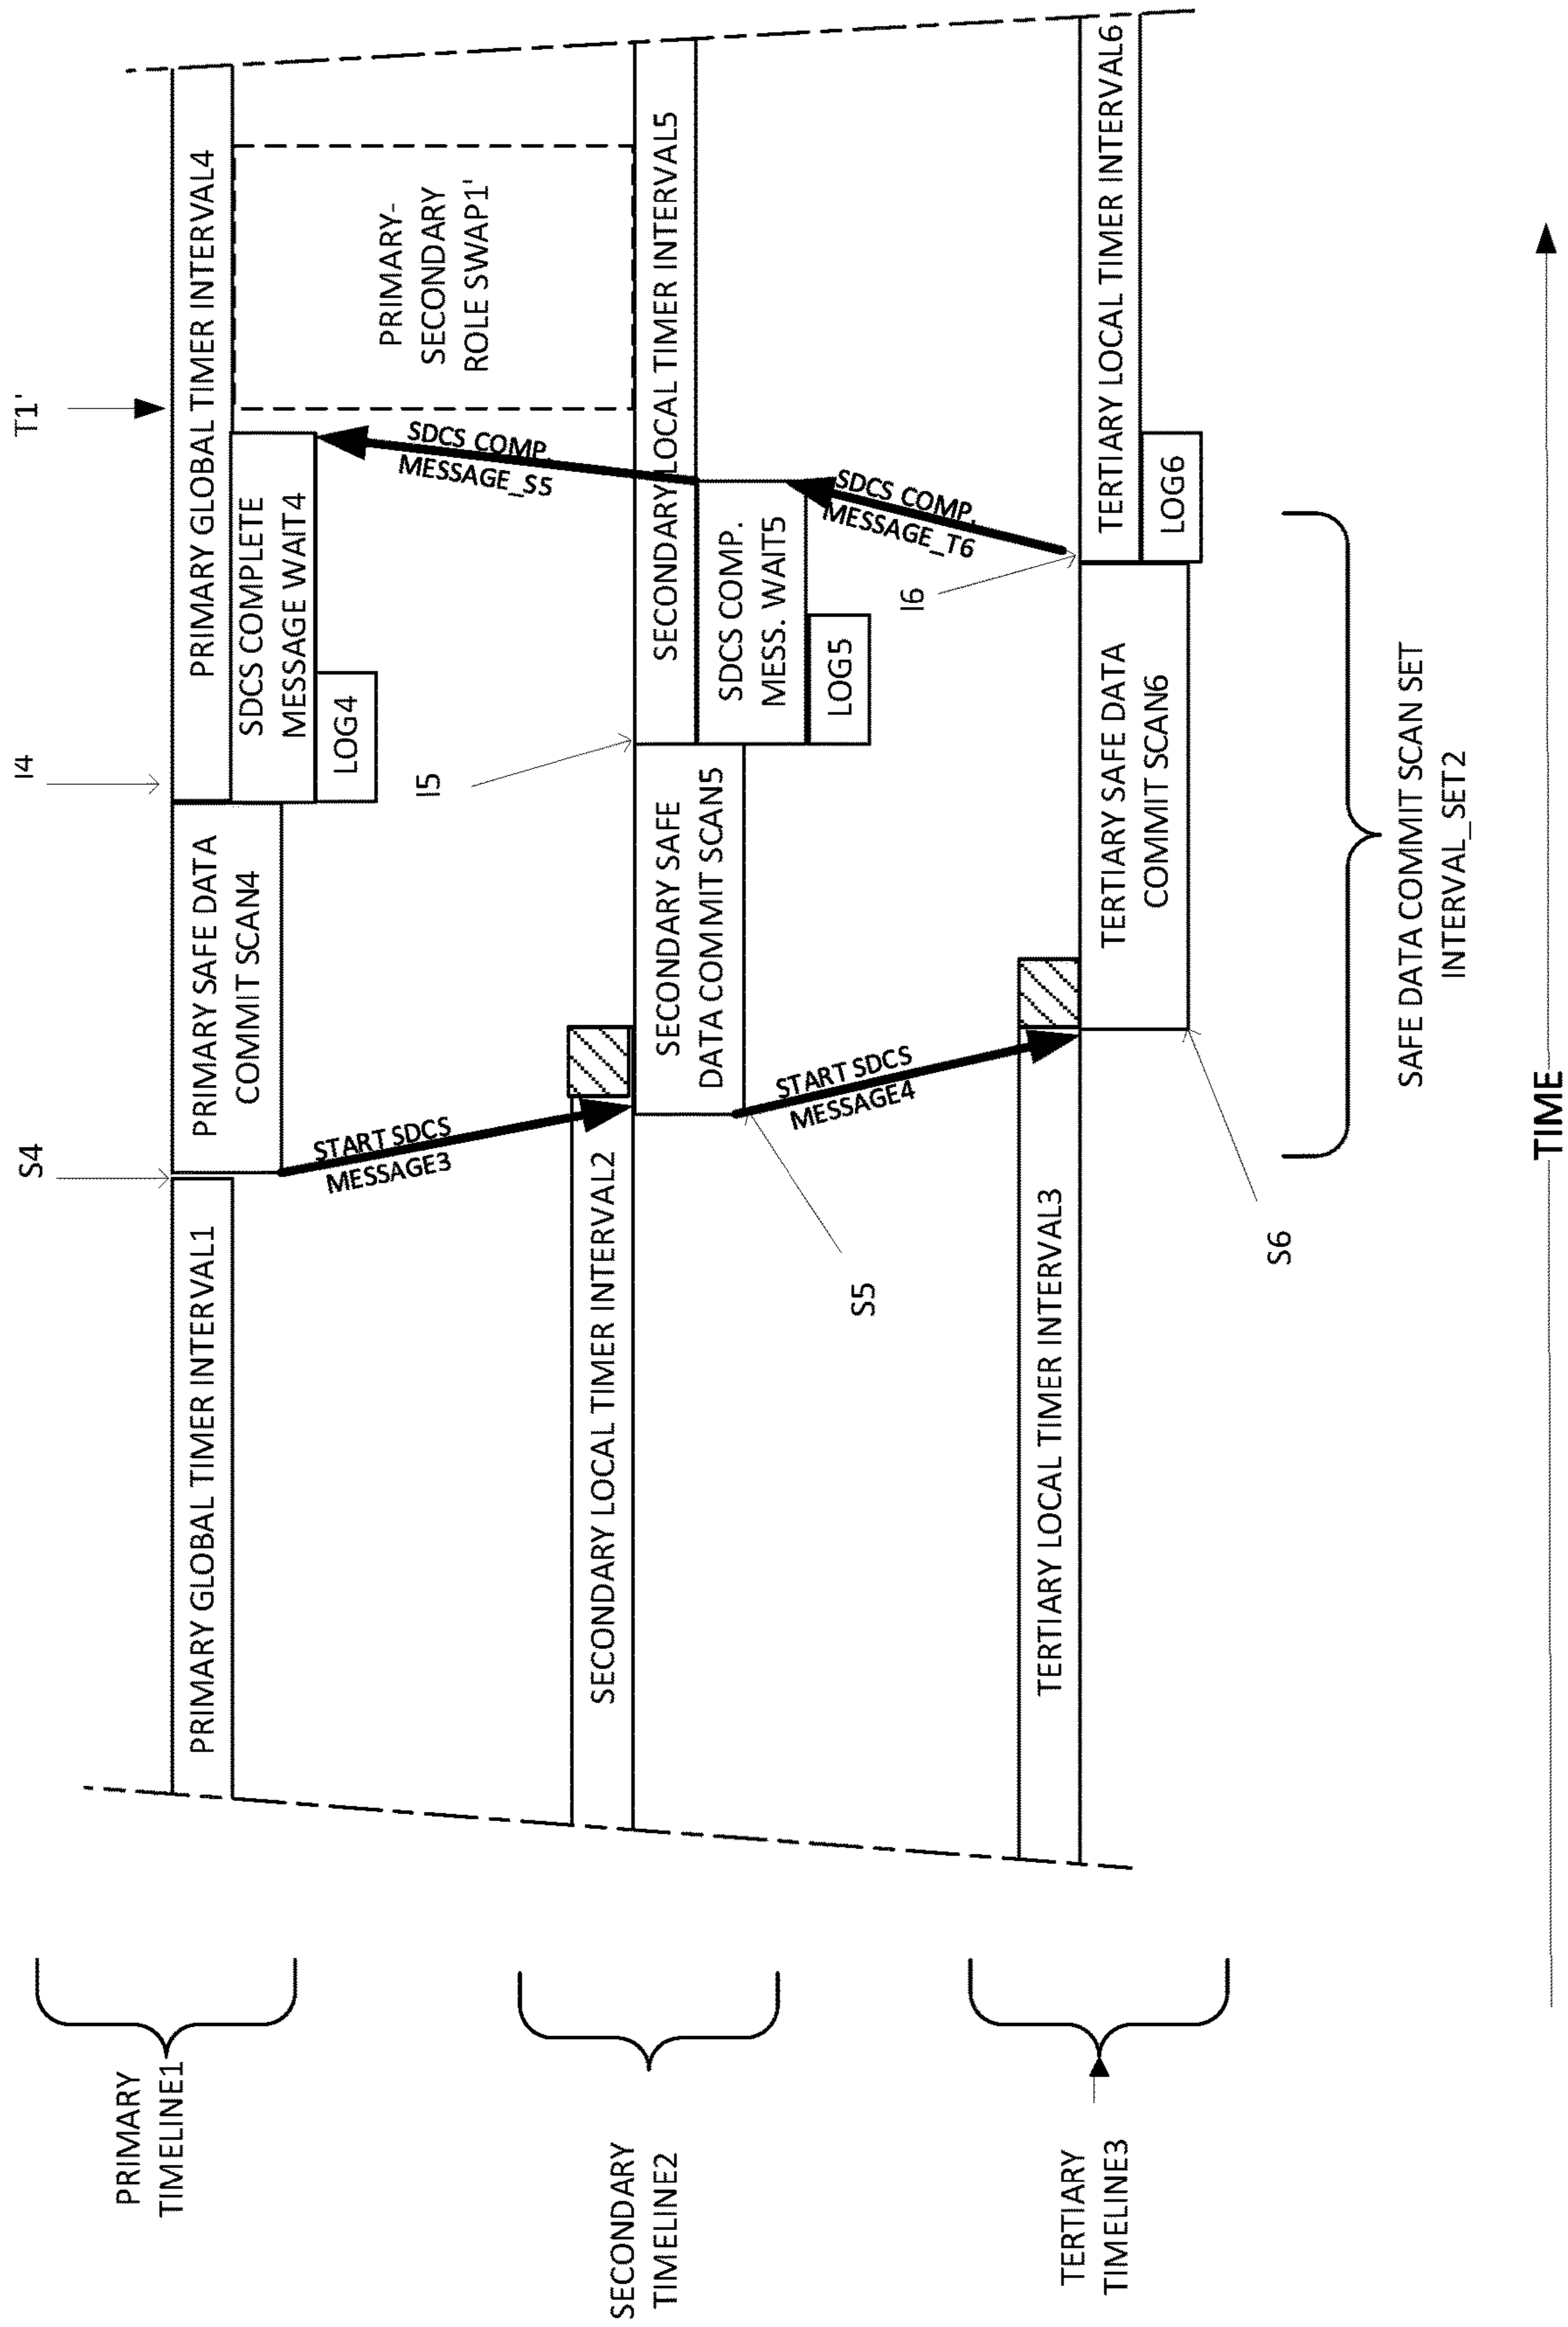 PRIMARY
TIMELINE1
SECONDARY
TIMELINE2
TERTIARY
TIMELINE3
S4
I4
T1'
PRIMARY GLOBAL TIMER INTERVAL1
PRIMARY SAFE DATA
COMMIT SCAN4
PRIMARY GLOBAL TIMER INTERVAL4
SDCS COMPLETE
MESSAGE WAIT4
LOG4
PRIMARY-
SECONDARY
ROLE SWAP1'
START SDCS
MESSAGE3
SDCS COMP.
MESSAGE_S5
I5
SECONDARY LOCAL TIMER INTERVAL2
SECONDARY SAFE
DATA COMMIT SCAN5
SECONDARY LOCAL TIMER INTERVAL5
SDCS COMP.
MESS. WAIT5
LOG5
START SDCS
MESSAGE4
SDCS COMP.
MESSAGE_T6
S5
I6
TERTIARY LOCAL TIMER INTERVAL3
TERTIARY SAFE DATA
COMMIT SCAN6
TERTIARY LOCAL TIMER INTERVAL6
LOG6
S6
SAFE DATA COMMIT SCAN SET
INTERVAL_SET2
TIME